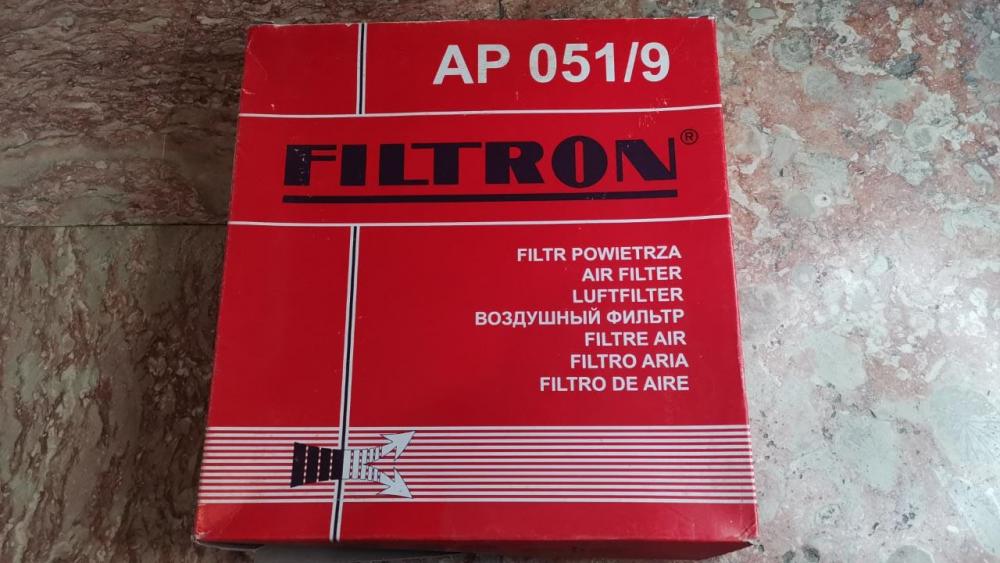 AP 051/9
FILTRON®
FILTR POWIETRZA
AIR FILTER
LUFTFILTER
ВОЗДУШНЫЙ ФИЛЬТР
FILTRE AIR
FILTRO ARIA
FILTRO DE AIRE